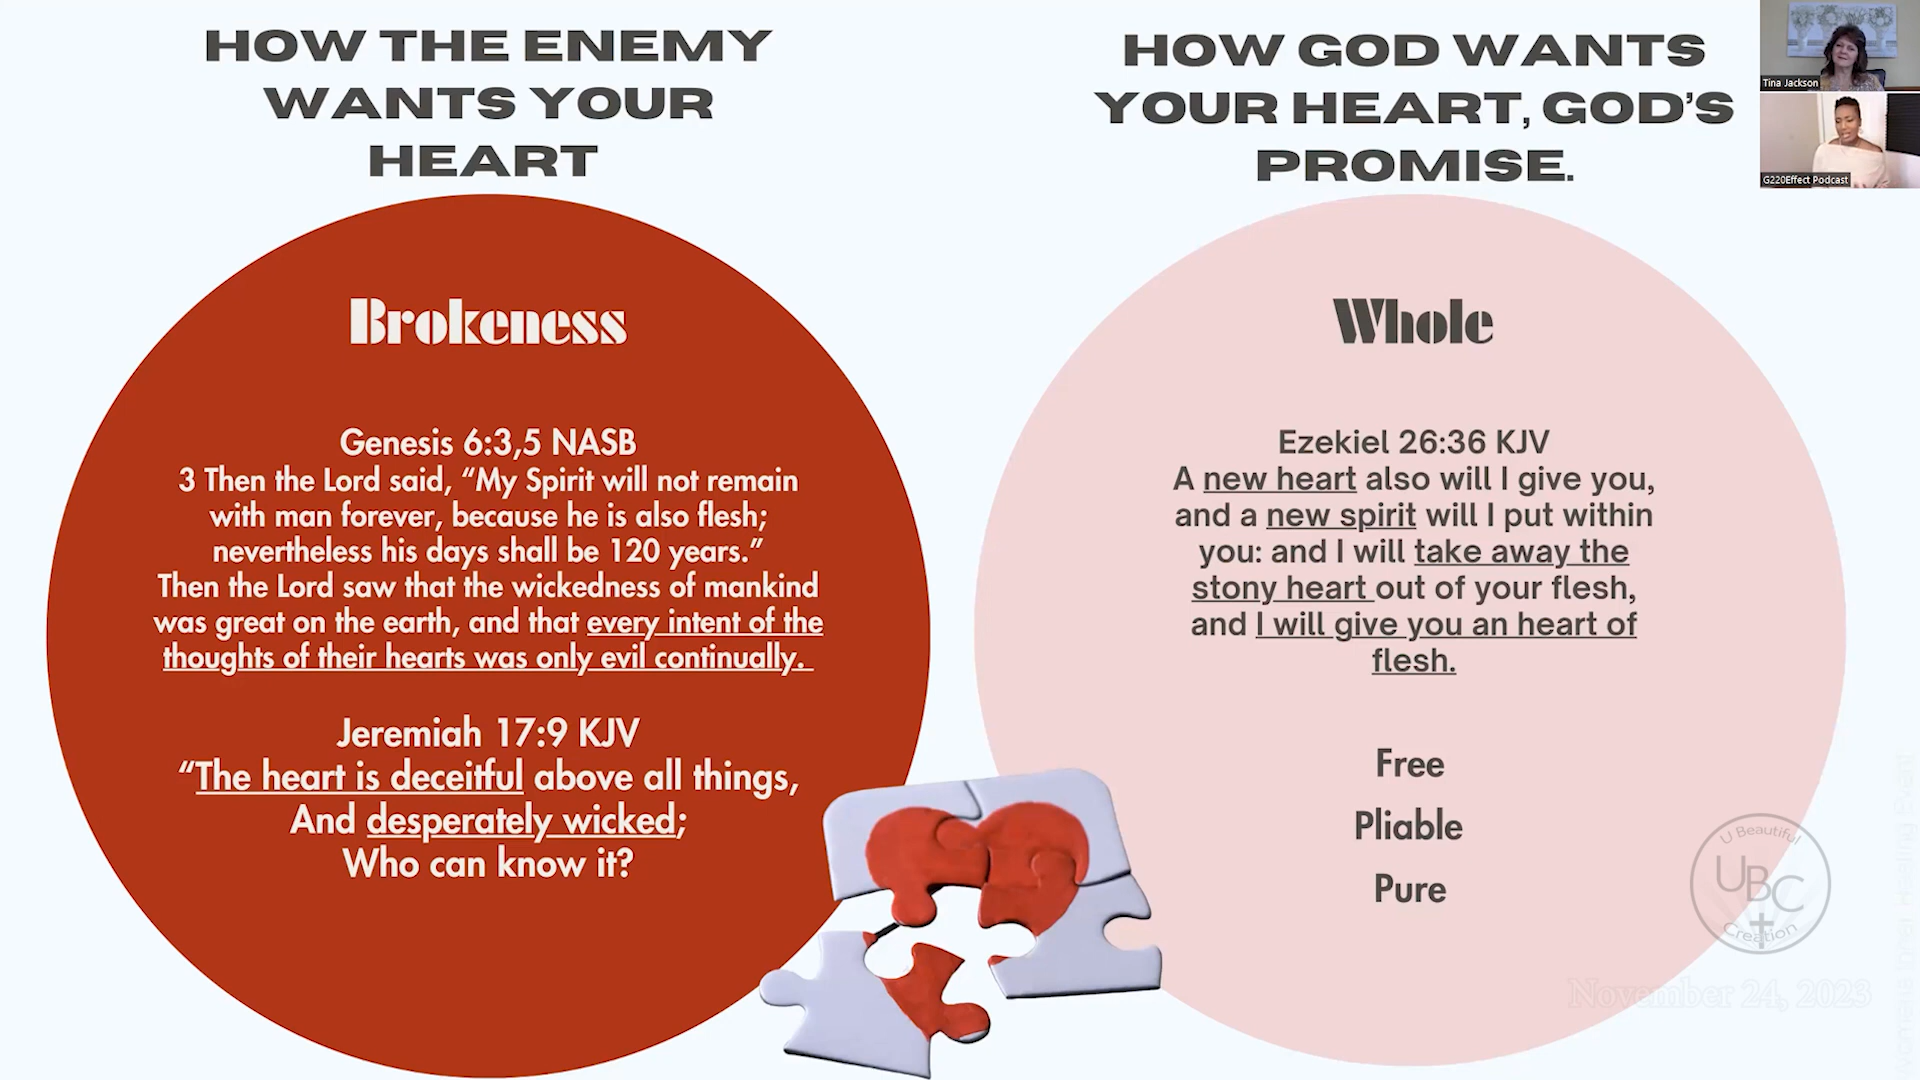 HOW THE ENEMY
WANTS YOUR
HEART
Brokeness
Genesis 6:3,5 NASB
3 Then the Lord said, “My Spirit will not remain
with man forever, because he is also flesh;
nevertheless his days shall be 120 years.”
Then the Lord saw that the wickedness of mankind
was great on the earth, and that every intent of the
thoughts of their hearts was only evil continually.
Jeremiah 17:9 KJV
“The heart is deceitful above all things,
And desperately wicked;
Who can know it?
HOW GOD WANTS
YOUR HEART, GOD’S
PROMISE.
Whole
Ezekiel 26:36 KJV
A new heart also will I give you,
and a new spirit will I put within
you: and I will take away the
stony heart out of your flesh,
and I will give you an heart of
flesh.
Free
Pliable
Pure
Tina Jackson
G220Effect Podcast
U Beautiful
UBC
Creation
November 24, 2023